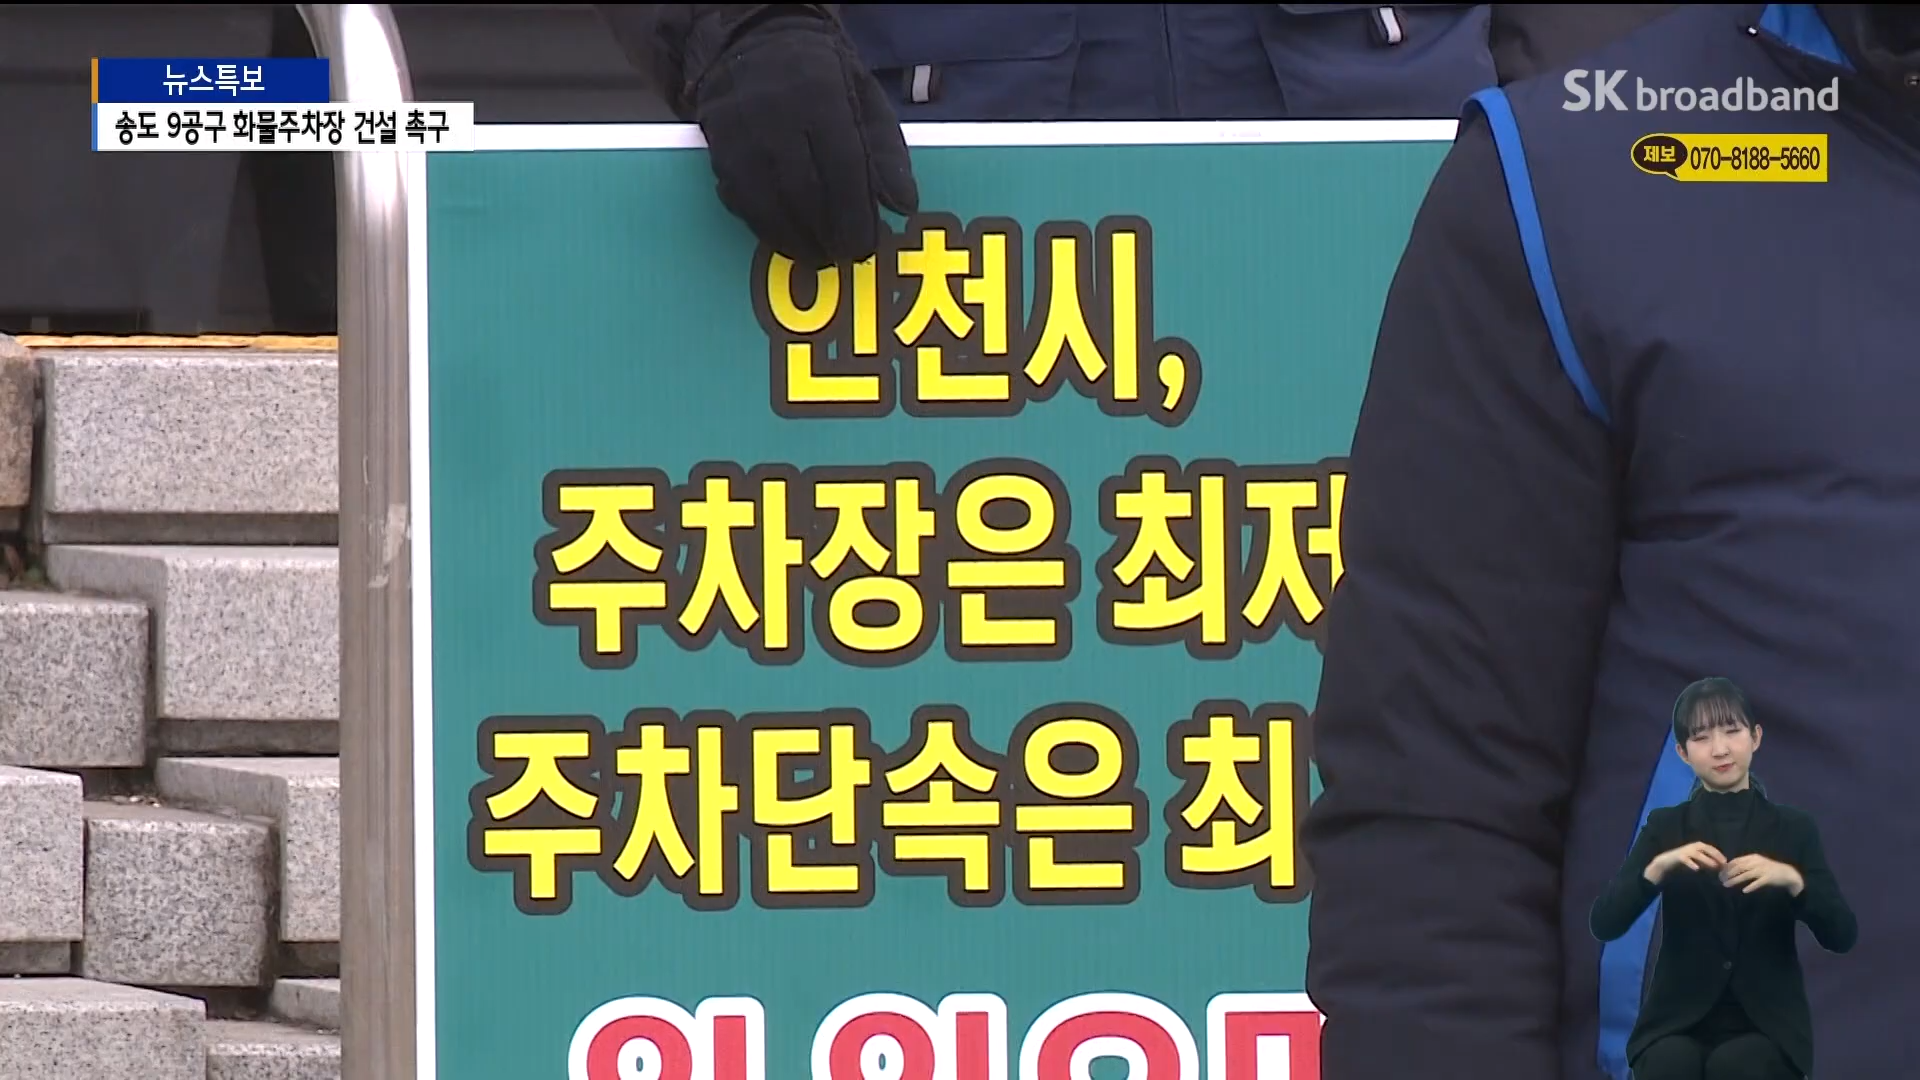 뉴스특보
송도 9공구 화물주차장 건설 촉구
SK broadband
제보 070-8188-5660
인천시,
주차장은 최저
주차단속은 최